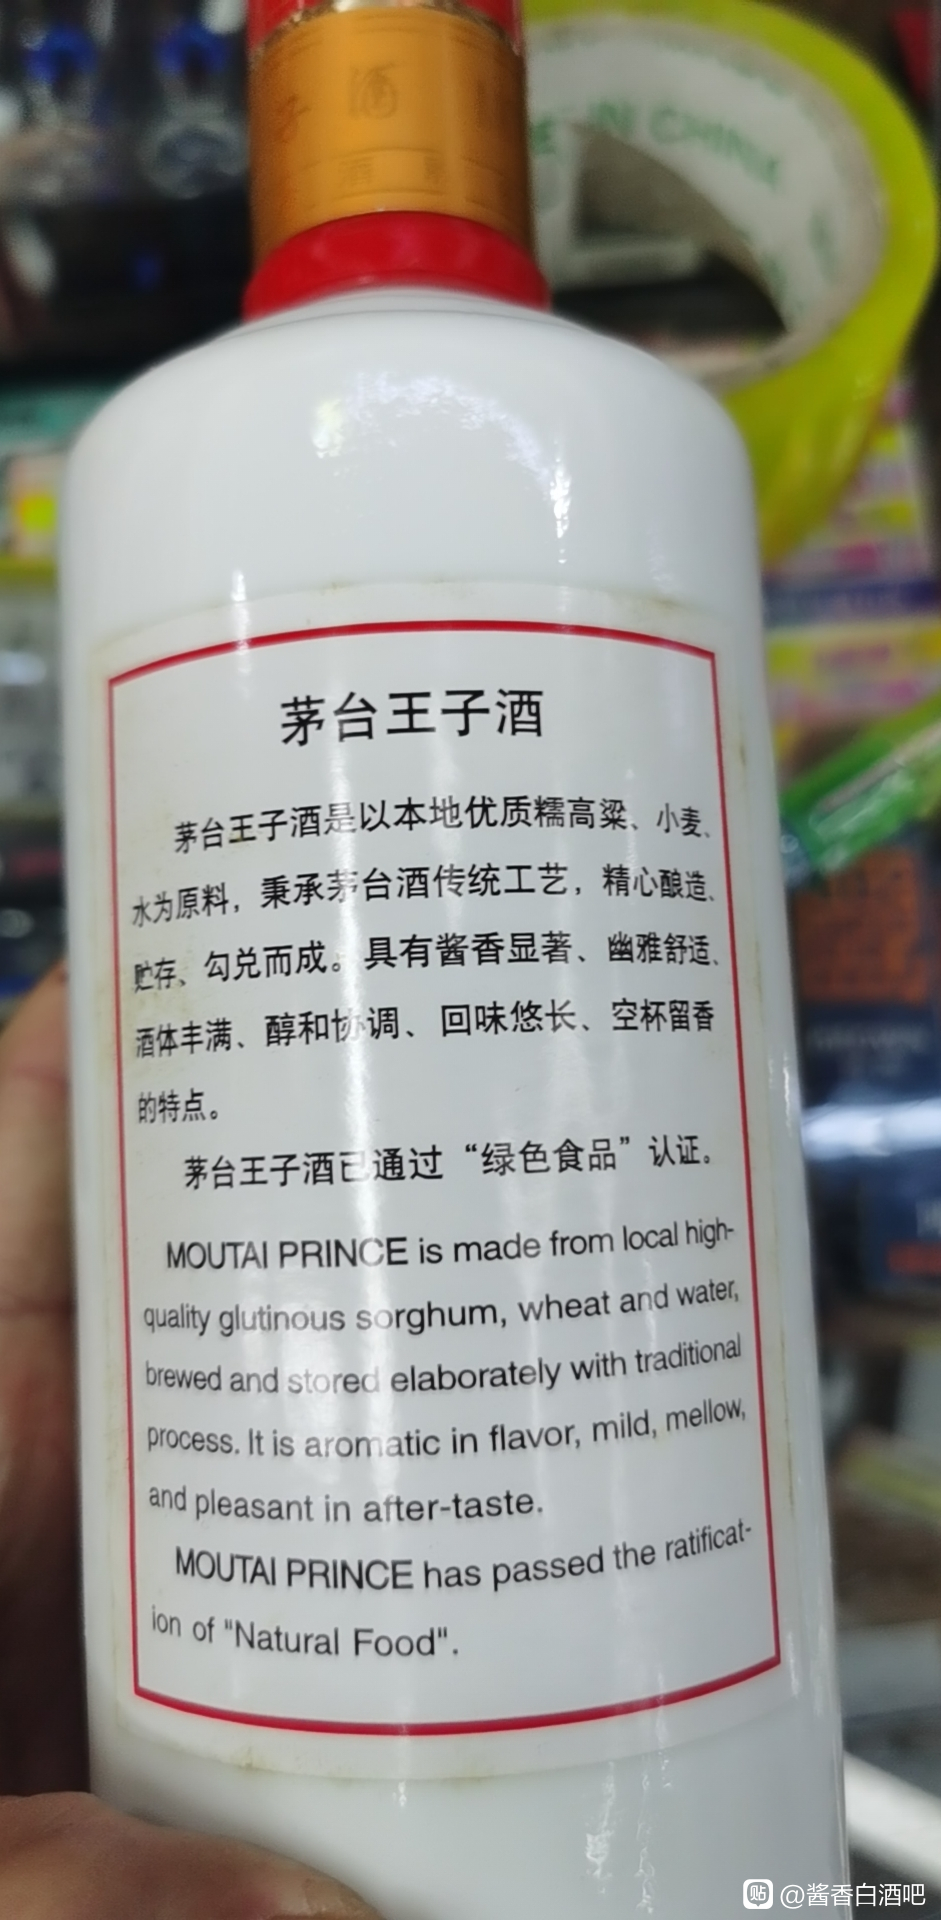 酒
酒
IN CHINA
茅台王子酒
茅台王子酒是以本地优质糯高粱、小麦、
水为原料，秉承茅台酒传统工艺，精心酿造、
贮存、勾兑而成。具有酱香显著、幽雅舒适、
酒体丰满、醇和协调、回味悠长、空杯留香
的特点。
茅台王子酒已通过“绿色食品”认证。
MOUTAI PRINCE is made from local high-
quality glutinous sorghum, wheat and water,
brewed and stored elaborately with traditional
process. It is aromatic in flavor, mild, mellow,
and pleasant in after-taste.
MOUTAI PRINCE has passed the ratificat-
ion of "Natural Food".
贴 @酱香白酒吧